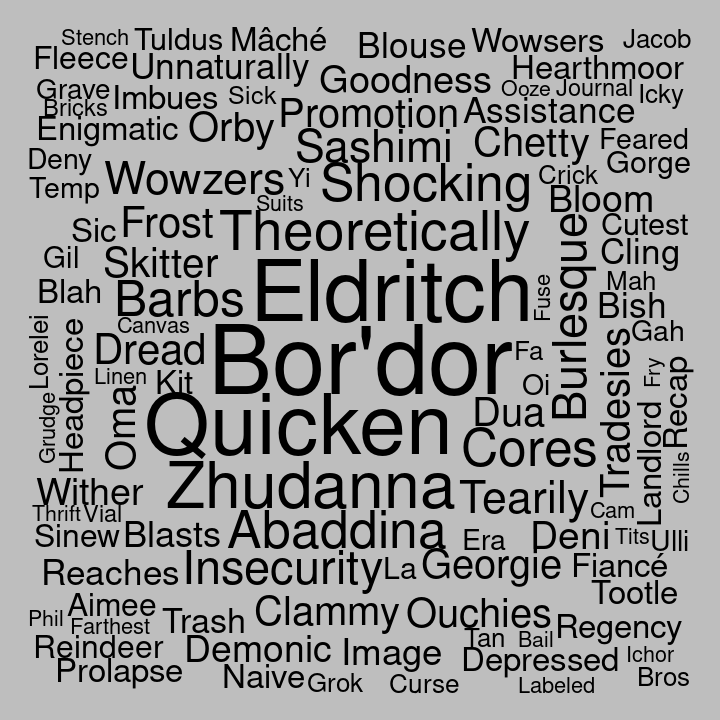 Stench Tuldus Mâché Blouse Wowsers Jacob
Fleece Unnaturally Goodness Hearthmoor
Grave Imbues Sick Promotion Ooze Journal Icky
Bricks Assistance
Enigmatic Orby Sashimi Chetty Feared
Deny Gorge
Temp Wowzers Yi Shocking Crick
Suits Bloom
Sic Frost Theoretically Cutest
Gil Skitter Cling
Blah Barbs Eldritch Fuse Burlesque Mah
Bish
Canvas Gah
Lorelei Headpiece Dread Bor'dor Fa
Linen Kit Oi Tradesies Fry Recap
Grudge Oma Quicken Dua Landlord
Cores Chills
Wither Zhudanna Tearily
Thrift Vial Cam
Sinew Blasts Abaddina Era Deni Tits Ulli
Reaches Insecurity La Georgie Fiancé
Tootle
Aimee Clammy Ouchies
Phil Farthest Trash Regency
Reindeer Demonic Image Tan Bail
Depressed Ichor
Prolapse Naive Grok Curse Labeled Bros